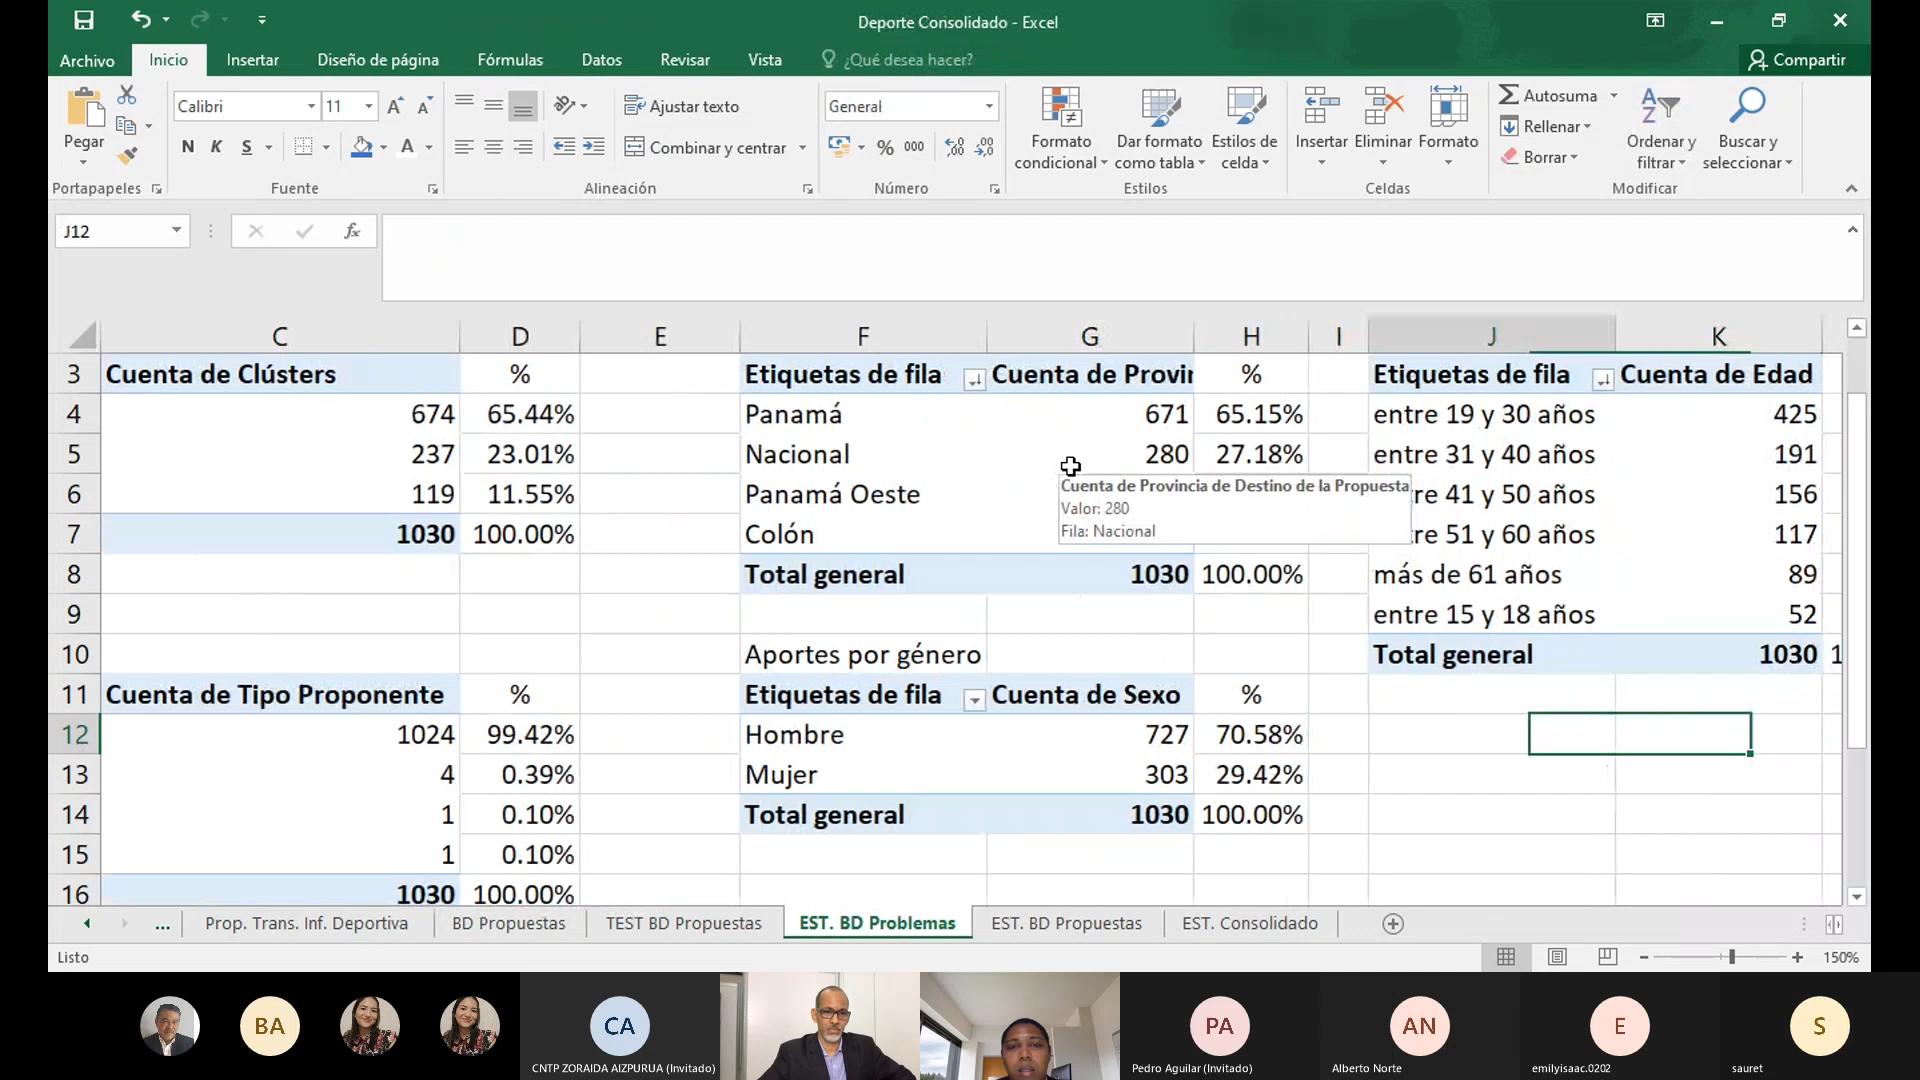 Deporte Consolidado - Excel
Archivo Inicio Insertar Diseño de página Fórmulas Datos Revisar Vista ¿Qué desea hacer? Compartir
Pegar
Portapapeles
Calibri 11
N K S
Fuente
Ajustar texto
Combinar y centrar
Alineación
General
% 000
Número
Formato condicional
Dar formato como tabla
Estilos de celda
Estilos
Insertar Eliminar Formato
Celdas
Autosuma
Rellenar
Borrar
Ordenar y filtrar
Buscar y seleccionar
Modificar
J12 fx
C D E F G H I J K
3 Cuenta de Clústers % Etiquetas de fila Cuenta de Provin % Etiquetas de fila Cuenta de Edad
4 674 65.44% Panamá 671 65.15% entre 19 y 30 años 425
5 237 23.01% Nacional 280 27.18% entre 31 y 40 años 191
6 119 11.55% Panamá Oeste re 41 y 50 años 156
7 1030 100.00% Colón re 51 y 60 años 117
Cuenta de Provincia de Destino de la Propuesta
Valor: 280
Fila: Nacional
8 Total general 1030 100.00% más de 61 años 89
9 entre 15 y 18 años 52
10 Aportes por género Total general 1030 1
11 Cuenta de Tipo Proponente % Etiquetas de fila Cuenta de Sexo %
12 1024 99.42% Hombre 727 70.58%
13 4 0.39% Mujer 303 29.42%
14 1 0.10% Total general 1030 100.00%
15 1 0.10%
16 1030 100.00%
... Prop. Trans. Inf. Deportiva BD Propuestas TEST BD Propuestas EST. BD Problemas EST. BD Propuestas EST. Consolidado
Listo 150%
BA CA PA AN E S
CNTP ZORAIDA AIZPURUA (Invitado) Pedro Aguilar (Invitado) Alberto Norte emilyisaac.0202 sauret